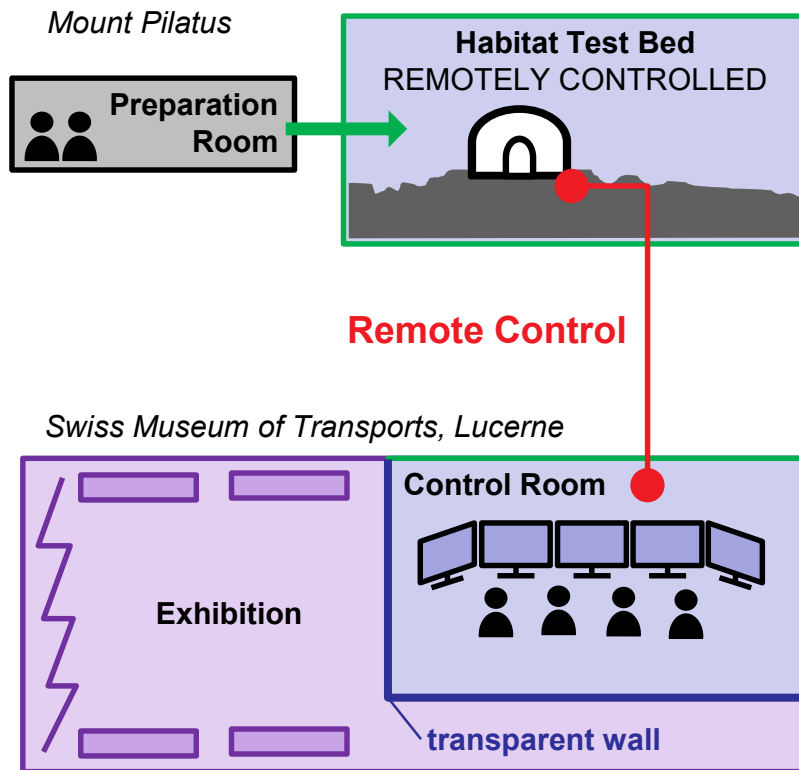 Mount Pilatus
Preparation
Room
Habitat Test Bed
REMOTELY CONTROLLED
Remote Control
Swiss Museum of Transports, Lucerne
Control Room
Exhibition
transparent wall